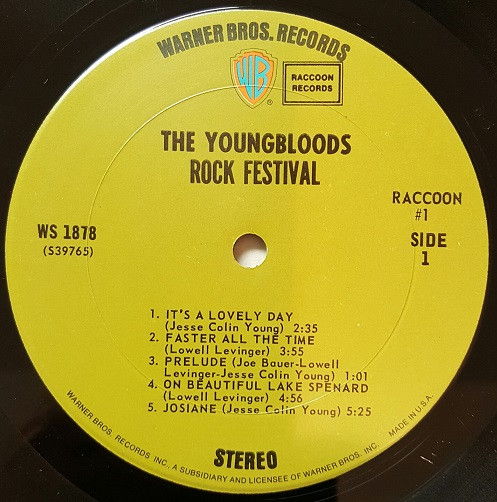 WARNER BROS. RECORDS
WB
®
RACCOON
RECORDS
THE YOUNGBLOODS
ROCK FESTIVAL
RACCOON
#1
WS 1878
(S39765)
SIDE
1
1. IT'S A LOVELY DAY
(Jesse Colin Young) 2:35
2. FASTER ALL THE TIME
(Lowell Levinger) 3:55
3. PRELUDE (Joe Bauer-Lowell
Levinger-Jesse Colin Young) 1:01
4. ON BEAUTIFUL LAKE SPENARD
(Lowell Levinger) 4:56
5. JOSIANE (Jesse Colin Young) 5:25
STEREO
WARNER BROS. RECORDS INC., A SUBSIDIARY AND LICENSEE OF WARNER BROS. INC. MADE IN U.S.A.